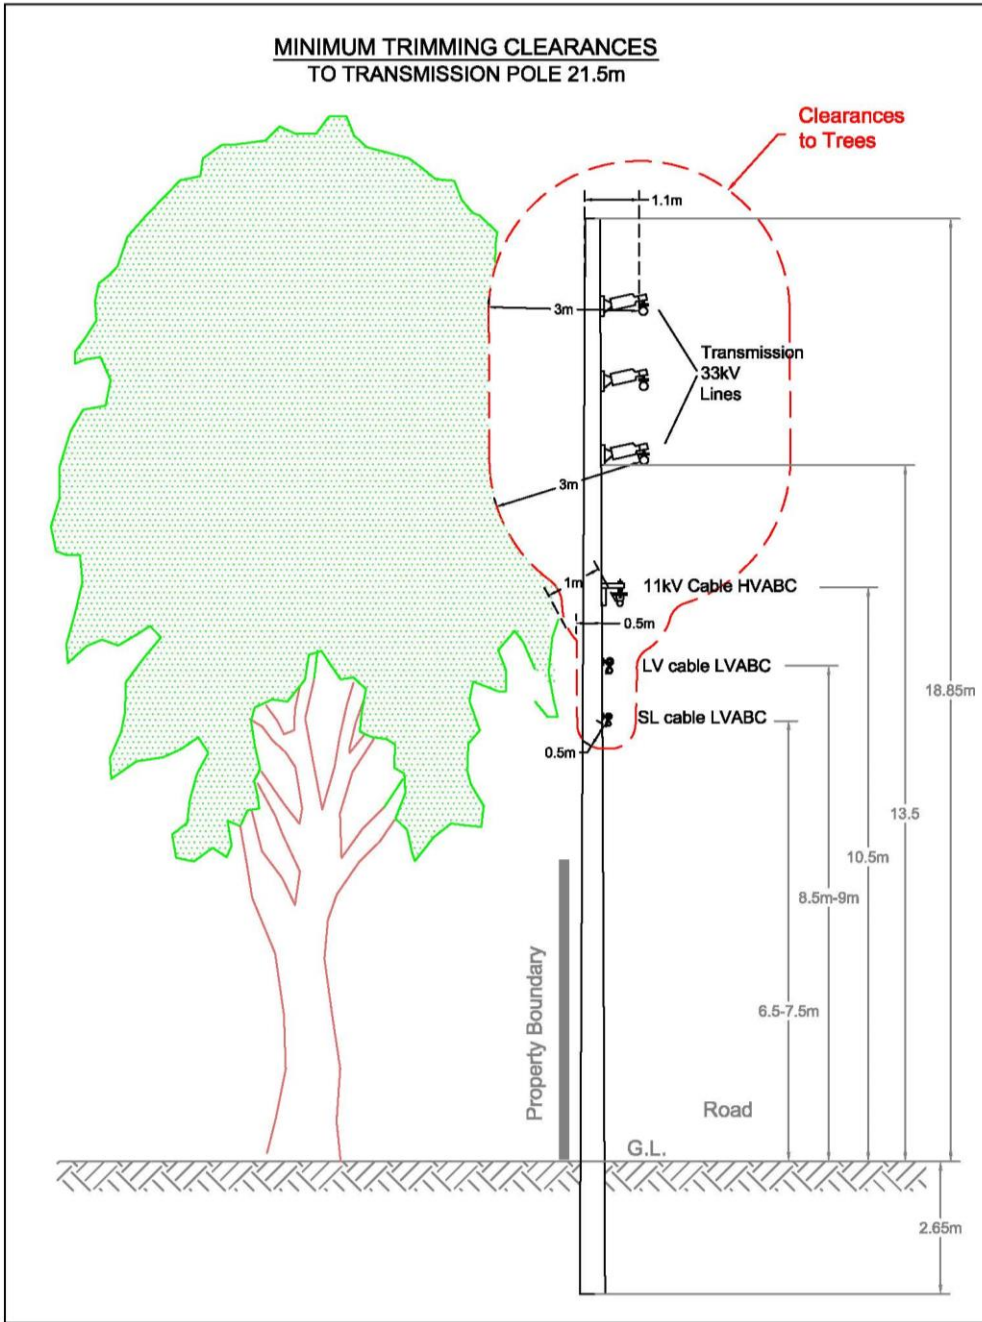 MINIMUM TRIMMING CLEARANCES
TO TRANSMISSION POLE 21.5m
Clearances
to Trees
1.1m
3m
Transmission
33kV
Lines
3m
1m
11kV Cable HVABC
0.5m
LV cable LVABC
18.85m
SL cable LVABC
0.5m
13.5
10.5m
8.5m-9m
6.5-7.5m
Property Boundary
Road
G.L.
2.65m